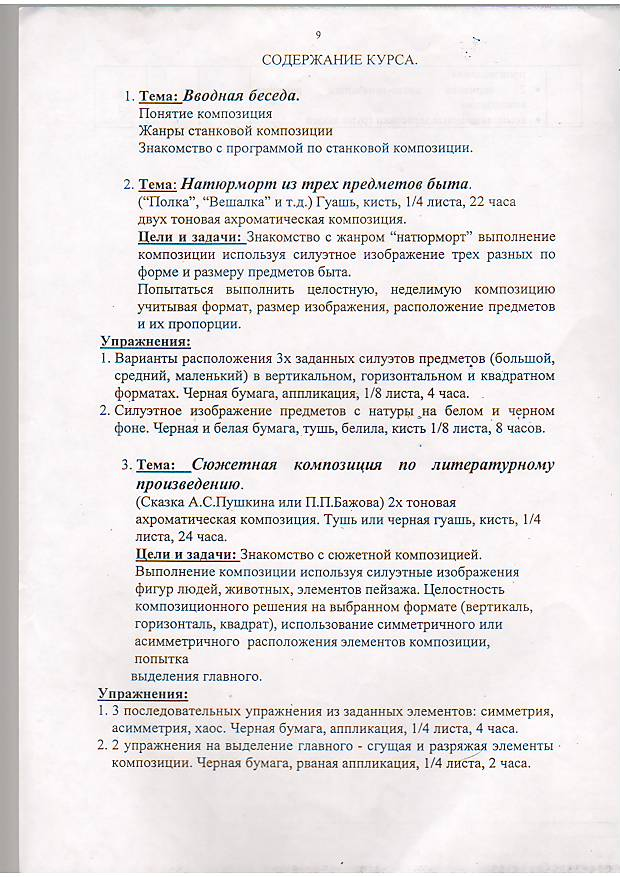 9
СОДЕРЖАНИЕ КУРСА.
1. Тема: Вводная беседа.
Понятие композиция
Жанры станковой композиции
Знакомство с программой по станковой композиции.
2. Тема: Натюрморт из трех предметов быта.
(“Полка”, “Вешалка” и т.д.) Гуашь, кисть, 1/4 листа, 22 часа
двух тоновая ахроматическая композиция.
Цели и задачи: Знакомство с жанром “натюрморт” выполнение
композиции используя силуэтное изображение трех разных по
форме и размеру предметов быта.
Попытаться выполнить целостную, неделимую композицию
учитывая формат, размер изображения, расположение предметов
и их пропорции.
Упражнения:
1. Варианты расположения 3х заданных силуэтов предметов (большой,
средний, маленький) в вертикальном, горизонтальном и квадратном
форматах. Черная бумага, аппликация, 1/8 листа, 4 часа.
2. Силуэтное изображение предметов с натуры на белом и черном
фоне. Черная и белая бумага, тушь, белила, кисть 1/8 листа, 8 часов.
3. Тема: Сюжетная композиция по литературному
произведению.
(Сказка А.С.Пушкина или П.П.Бажова) 2х тоновая
ахроматическая композиция. Тушь или черная гуашь, кисть, 1/4
листа, 24 часа.
Цели и задачи: Знакомство с сюжетной композицией.
Выполнение композиции используя силуэтные изображения
фигур людей, животных, элементов пейзажа. Целостность
композиционного решения на выбранном формате (вертикаль,
горизонталь, квадрат), использование симметричного или
асимметричного расположения элементов композиции,
попытка
выделения главного.
Упражнения:
1. 3 последовательных упражнения из заданных элементов: симметрия,
асимметрия, хаос. Черная бумага, аппликация, 1/4 листа, 4 часа.
2. 2 упражнения на выделение главного - сгущая и разряжая элементы
композиции. Черная бумага, рваная аппликация, 1/4 листа, 2 часа.